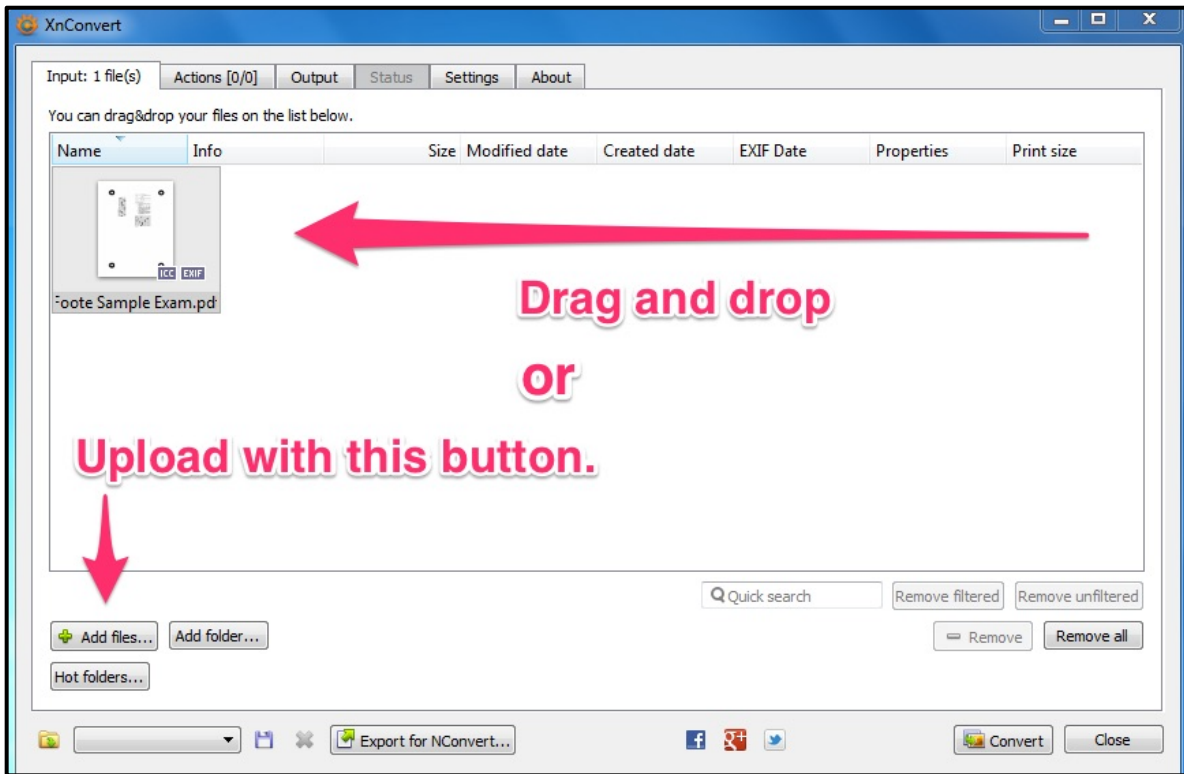 XnConvert
Input: 1 file(s) Actions [0/0] Output Status Settings About
You can drag&drop your files on the list below.
Name Info Size Modified date Created date EXIF Date Properties Print size
ICC EXIF
Foote Sample Exam.pd
Drag and drop
or
Upload with this button.
Quick search Remove filtered Remove unfiltered
Add files... Add folder... Remove Remove all
Hot folders...
Export for NConvert... Convert Close